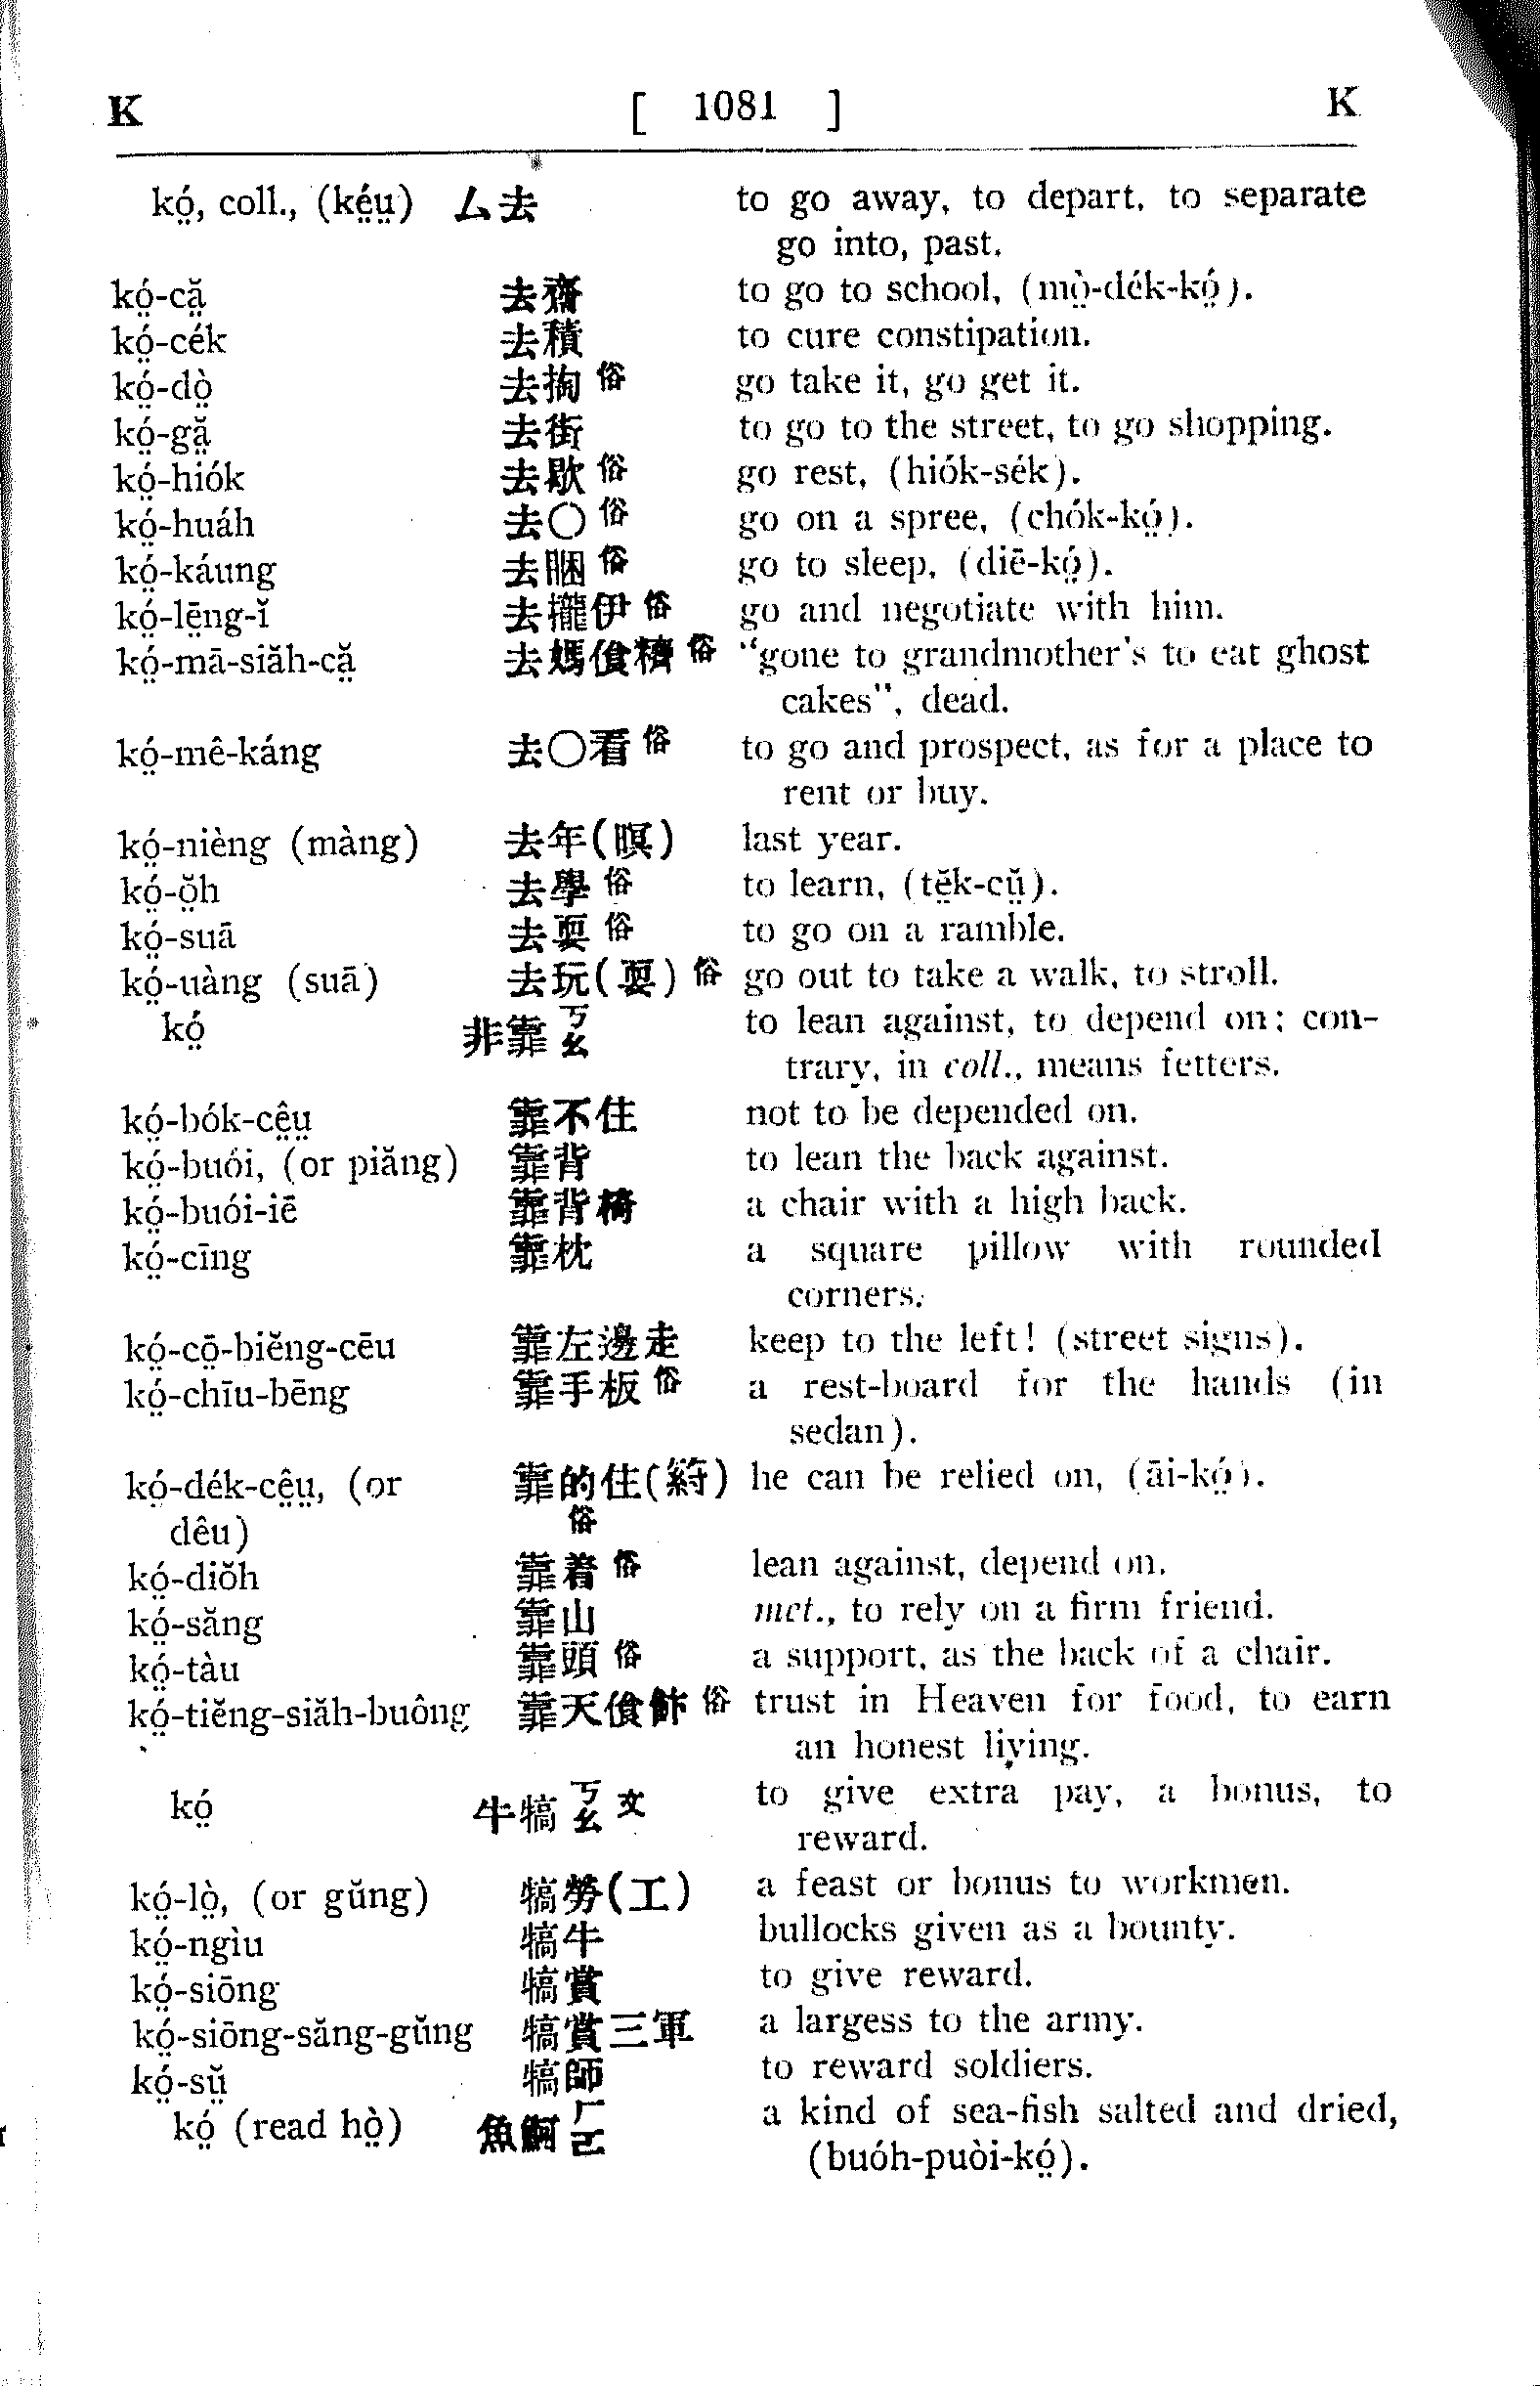 K [ 1081 ] K
kó̤, coll., (ké̤ṳ) ム去 to go away, to depart, to separate
go into, past.
kó̤-că̤ 去齋 to go to school, (mò̤-dék-kó̤).
kó̤-cék 去積 to cure constipation.
kó̤-dò̤ 去掏俗 go take it, go get it.
kó̤-gă̤ 去街 to go to the street, to go shopping.
kó̤-hiók 去歇俗 go rest, (hiók-sék).
kó̤-huáh 去〇俗 go on a spree, (chók-kó̤).
kó̤-káung 去睏俗 go to sleep, (diē-kó̤).
kó̤-lē̤ng-ĭ 去攏伊俗 go and negotiate with him.
kó̤-mā-siăh-că̤ 去媽飡𥽬俗 "gone to grandmother's to eat ghost
cakes", dead.
kó̤-mê-káng 去〇看俗 to go and prospect, as for a place to
rent or buy.
kó̤-nièng (màng) 去年(暝) last year.
kó̤-ŏ̤h 去學俗 to learn, (tĕ̤k-cṳ̆).
kó̤-suā 去耍俗 to go on a ramble.
kó̤-uàng (suā) 去玩(耍)俗 go out to take a walk, to stroll.
kó̤ 非靠ㄎㄠ to lean against, to depend on; con-
trary, in coll., means fetters.
kó̤-bók-cê̤ṳ 靠不住 not to be depended on.
kó̤-buói, (or piăng) 靠背 to lean the back against.
kó̤-buói-iē 靠背椅 a chair with a high back.
kó̤-cīng 靠枕 a square pillow with rounded
corners.
kó̤-cō̤-biĕng-cēu 靠左邊走 keep to the left! (street signs).
kó̤-chīu-bēng 靠手板俗 a rest-board for the hands (in
sedan).
kó̤-dék-cê̤ṳ, (or 靠的住(紨) he can be relied on, (āi-kó̤).
dêu) 俗
kó̤-diŏh 靠着俗 lean against, depend on.
kó̤-săng 靠山 met., to rely on a firm friend.
kó̤-tàu 靠頭俗 a support, as the back of a chair.
kó̤-tiĕng-siăh-buông 靠天飡飰俗 trust in Heaven for food, to earn
an honest living.
kó̤ 牛犒ㄎㄠ文 to give extra pay, a bonus, to
reward.
kó̤-lò̤, (or gŭng) 犒勞(工) a feast or bonus to workmen.
kó̤-ngìu 犒牛 bullocks given as a bounty.
kó̤-siōng 犒賞 to give reward.
kó̤-siōng-săng-gŭng 犒賞三軍 a largess to the army.
kó̤-sṳ̆ 犒師 to reward soldiers.
kó̤ (read hò̤) 魚鮈ㄏㄛ a kind of sea-fish salted and dried,
(buóh-puòi-kó̤).